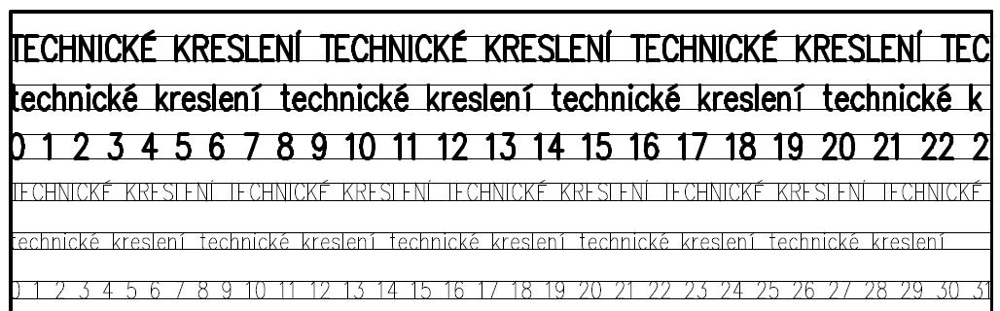 TECHNICKÉ KRESLENÍ TECHNICKÉ KRESLENÍ TECHNICKÉ KRESLENÍ TEC
technické kreslení technické kreslení technické kreslení technické k
0 1 2 3 4 5 6 7 8 9 10 11 12 13 14 15 16 17 18 19 20 21 22 2
TECHNICKÉ KRESLENÍ TECHNICKÉ KRESLENÍ TECHNICKÉ KRESLENÍ TECHNICKÉ KRESLENÍ TECHNICKÉ
technické kreslení technické kreslení technické kreslení technické kreslení technické kreslení
0 1 2 3 4 5 6 7 8 9 10 11 12 13 14 15 16 17 18 19 20 21 22 23 24 25 26 27 28 29 30 31